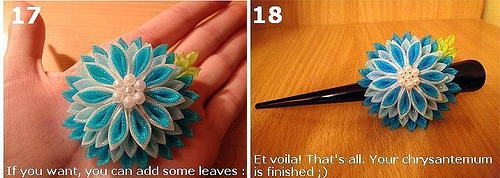 17
If you want, you can add some leaves :
18
Et voila! That's all. Your chrysantemum
is finished ;)